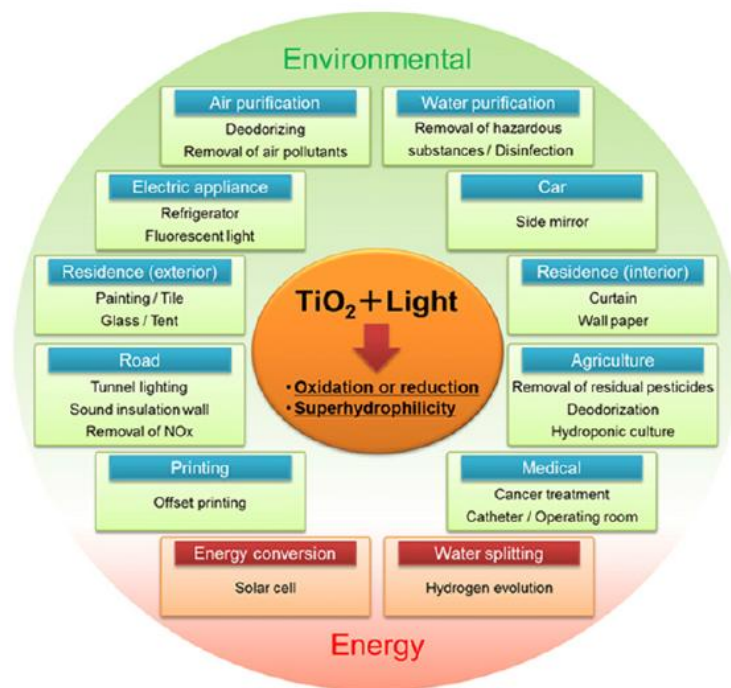 Environmental
Air purification
Deodorizing
Removal of air pollutants
Water purification
Removal of hazardous
substances / Disinfection
Electric appliance
Refrigerator
Fluorescent light
Car
Side mirror
Residence (exterior)
Painting / Tile
Glass / Tent
TiO₂+Light
• Oxidation or reduction
• Superhydrophilicity
Residence (interior)
Curtain
Wall paper
Road
Tunnel lighting
Sound insulation wall
Removal of NOx
Agriculture
Removal of residual pesticides
Deodorization
Hydroponic culture
Printing
Offset printing
Medical
Cancer treatment
Catheter / Operating room
Energy conversion
Solar cell
Water splitting
Hydrogen evolution
Energy